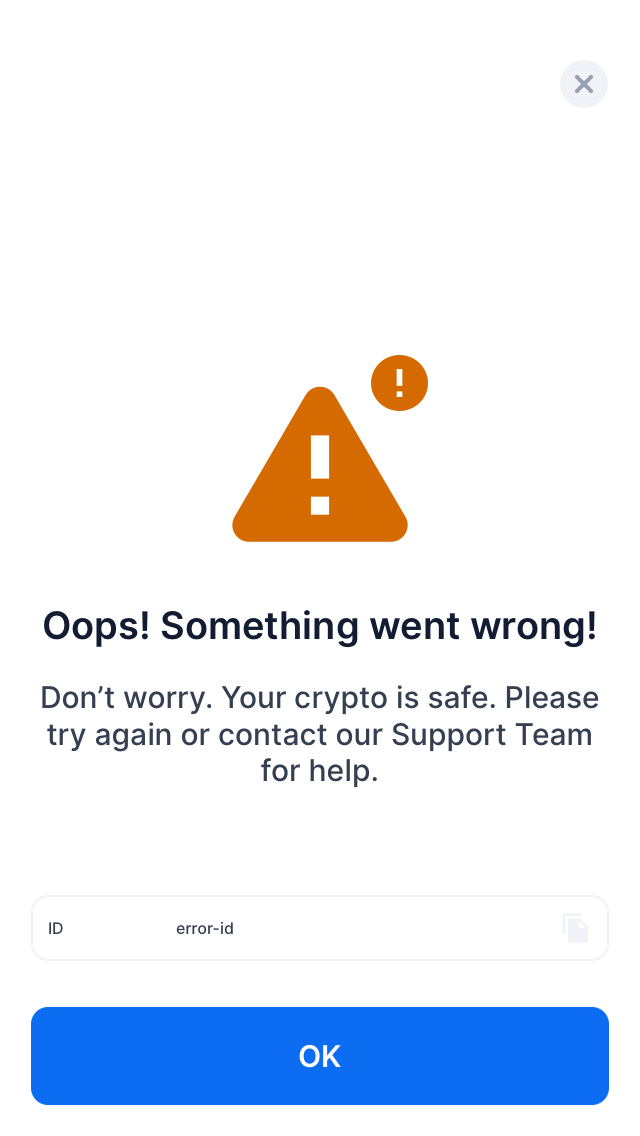 Oops! Something went wrong!
Don’t worry. Your crypto is safe. Please
try again or contact our Support Team
for help.
ID error-id
OK